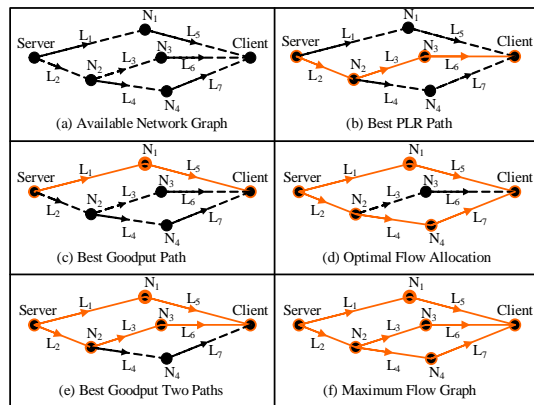 N1
Server L1 L5 Client
N2 L3 N3
L2 L6
L4 L7
N4
(a) Available Network Graph
N1
Server L1 L5 Client
N2 L3 N3
L2 L6
L4 L7
N4
(b) Best PLR Path
N1
Server L1 L5 Client
N2 L3 N3
L2 L6
L4 L7
N4
(c) Best Goodput Path
N1
Server L1 L5 Client
N2 L3 N3
L2 L6
L4 L7
N4
(d) Optimal Flow Allocation
N1
Server L1 L5 Client
N2 L3 N3
L2 L6
L4 L7
N4
(e) Best Goodput Two Paths
N1
Server L1 L5 Client
N2 L3 N3
L2 L6
L4 L7
N4
(f) Maximum Flow Graph